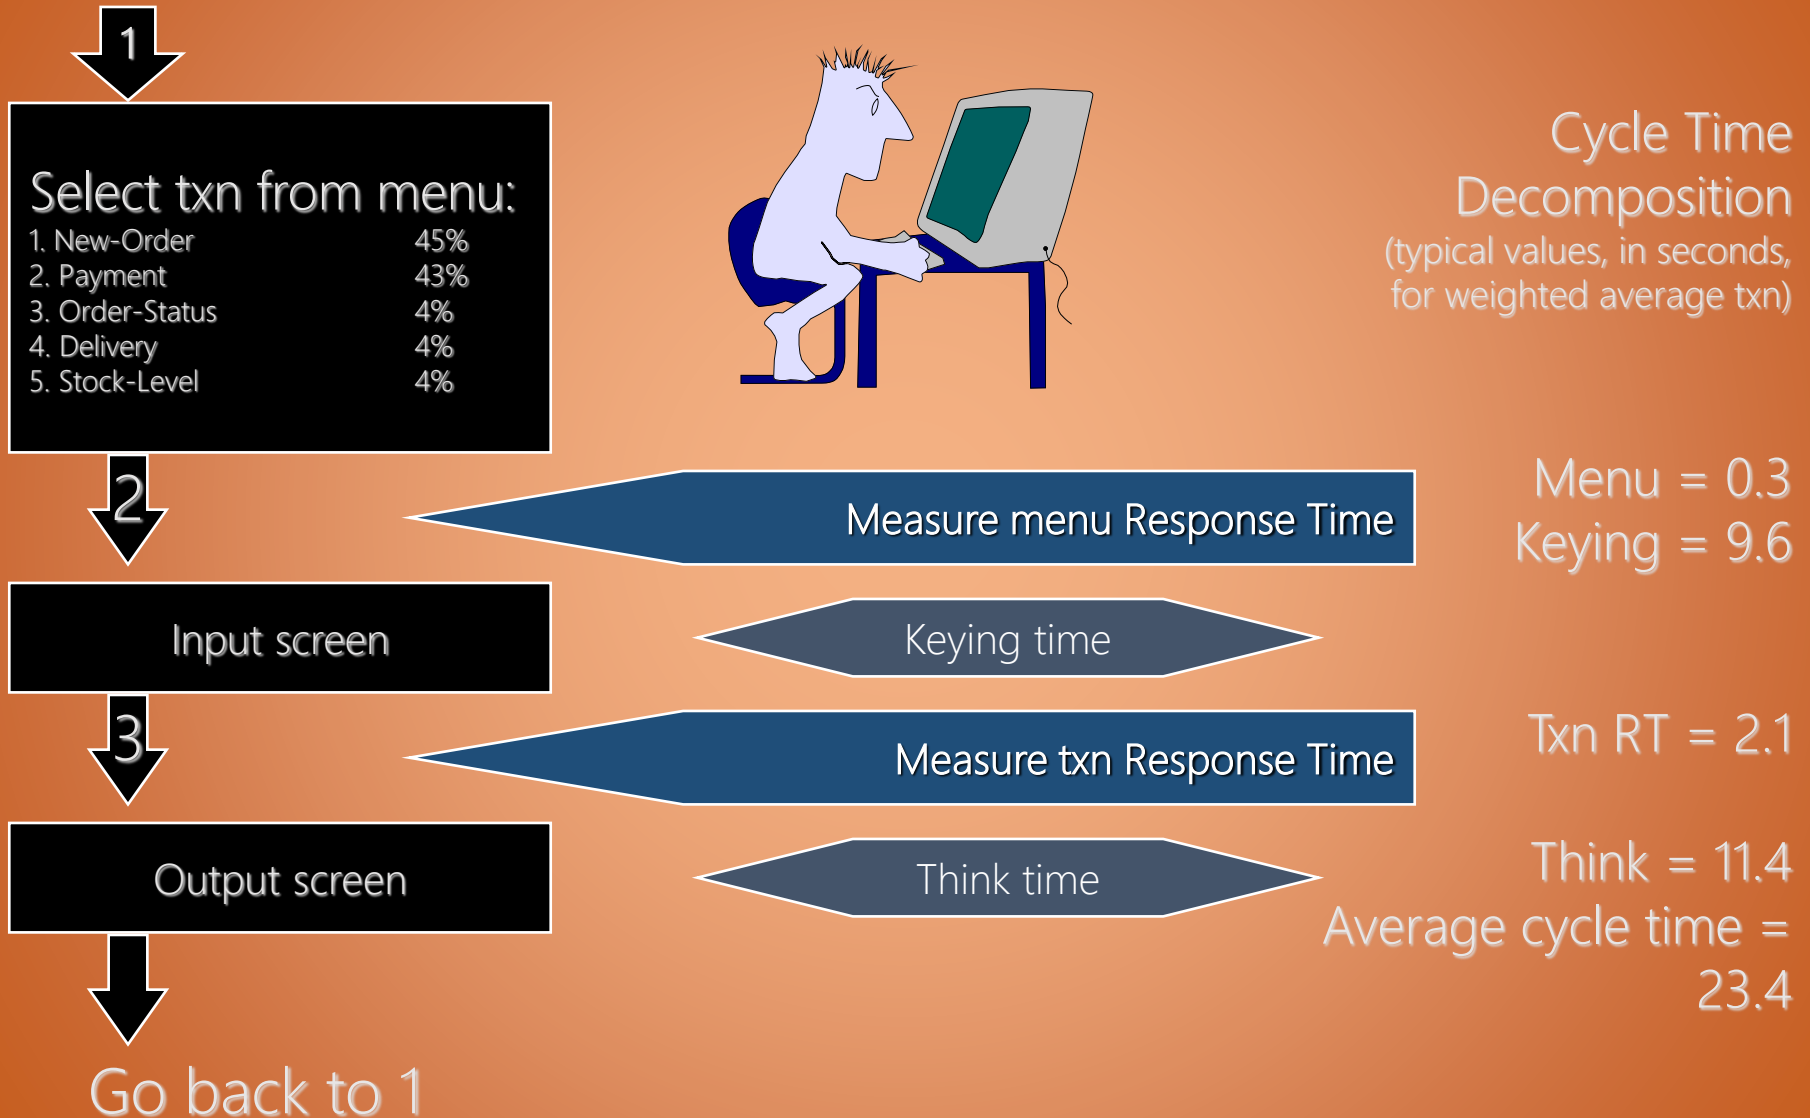 1
Select txn from menu:
1. New-Order 45%
2. Payment 43%
3. Order-Status 4%
4. Delivery 4%
5. Stock-Level 4%
Cycle Time
Decomposition
(typical values, in seconds,
for weighted average txn)
2
Measure menu Response Time
Menu = 0.3
Keying = 9.6
Input screen
Keying time
3
Measure txn Response Time
Txn RT = 2.1
Output screen
Think time
Think = 11.4
Average cycle time =
23.4
Go back to 1